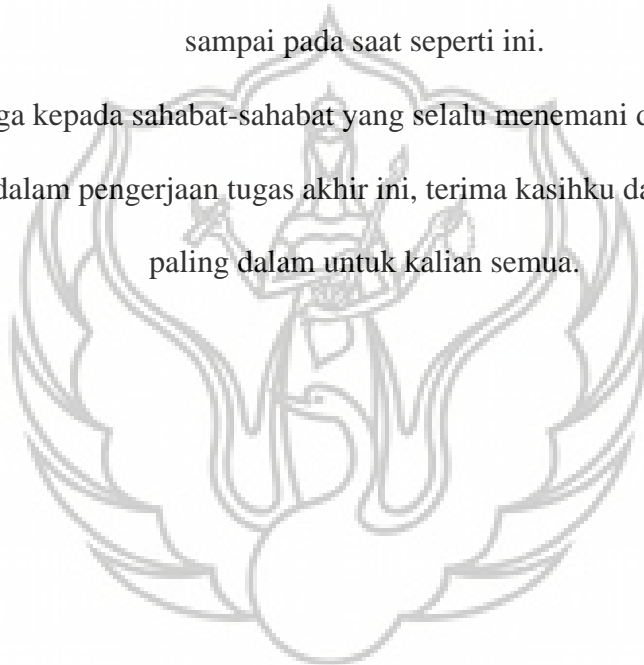 sampai pada saat seperti ini.
ga kepada sahabat-sahabat yang selalu menemani
dalam pengerjaan tugas akhir ini, terima kasihku
paling dalam untuk kalian semua.